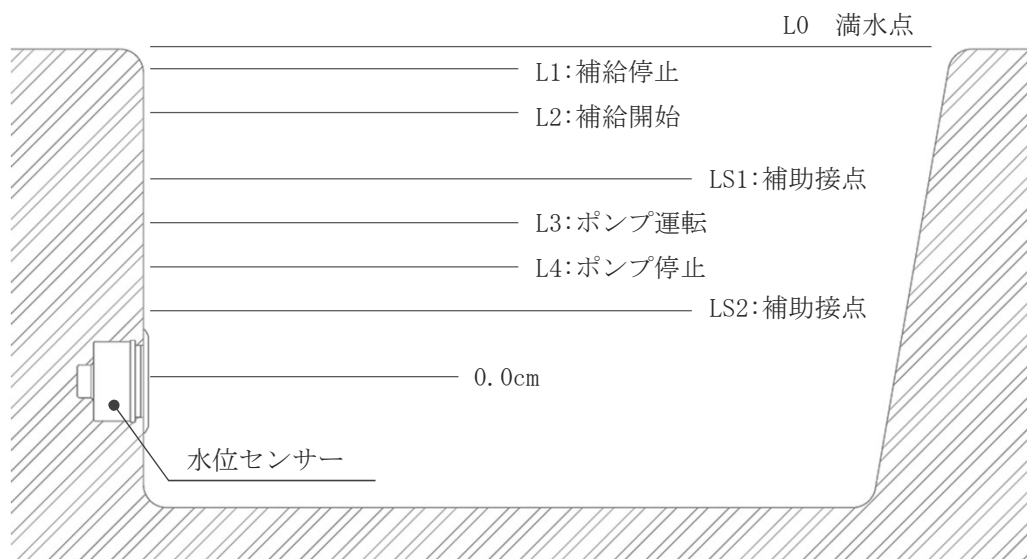 L0　満水点
L1:補給停止
L2:補給開始
LS1:補助接点
L3:ポンプ運転
L4:ポンプ停止
LS2:補助接点
0.0cm
水位センサー